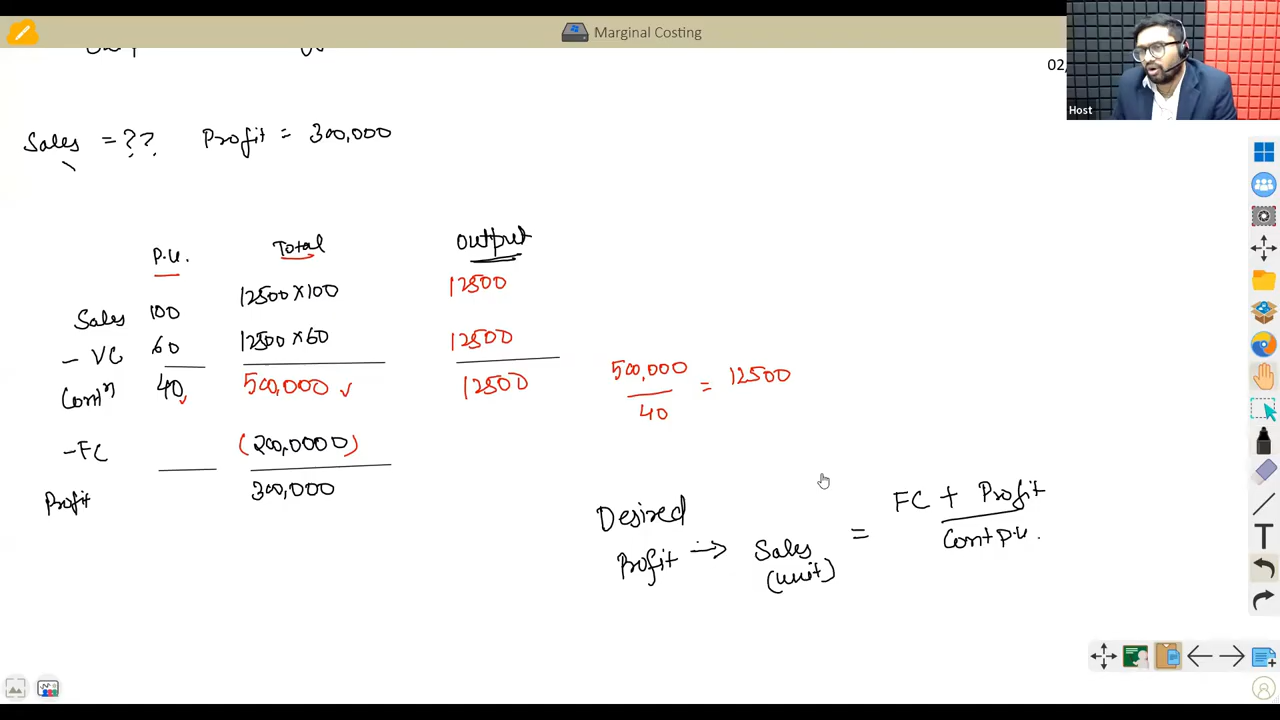 Marginal Costing
02,
Host
Sales = ?? Profit = 300,000
P.U. Total Output
Sales 100 12500 × 100 12500
- VC 60 12500 × 60 12500
Contn 40 500,000 ✓ 12500
500,000 / 40 = 12500
- FC (200,0000)
Profit 300,000
Desired Profit → Sales (unit) = FC + Profit / Cont P.U.
T